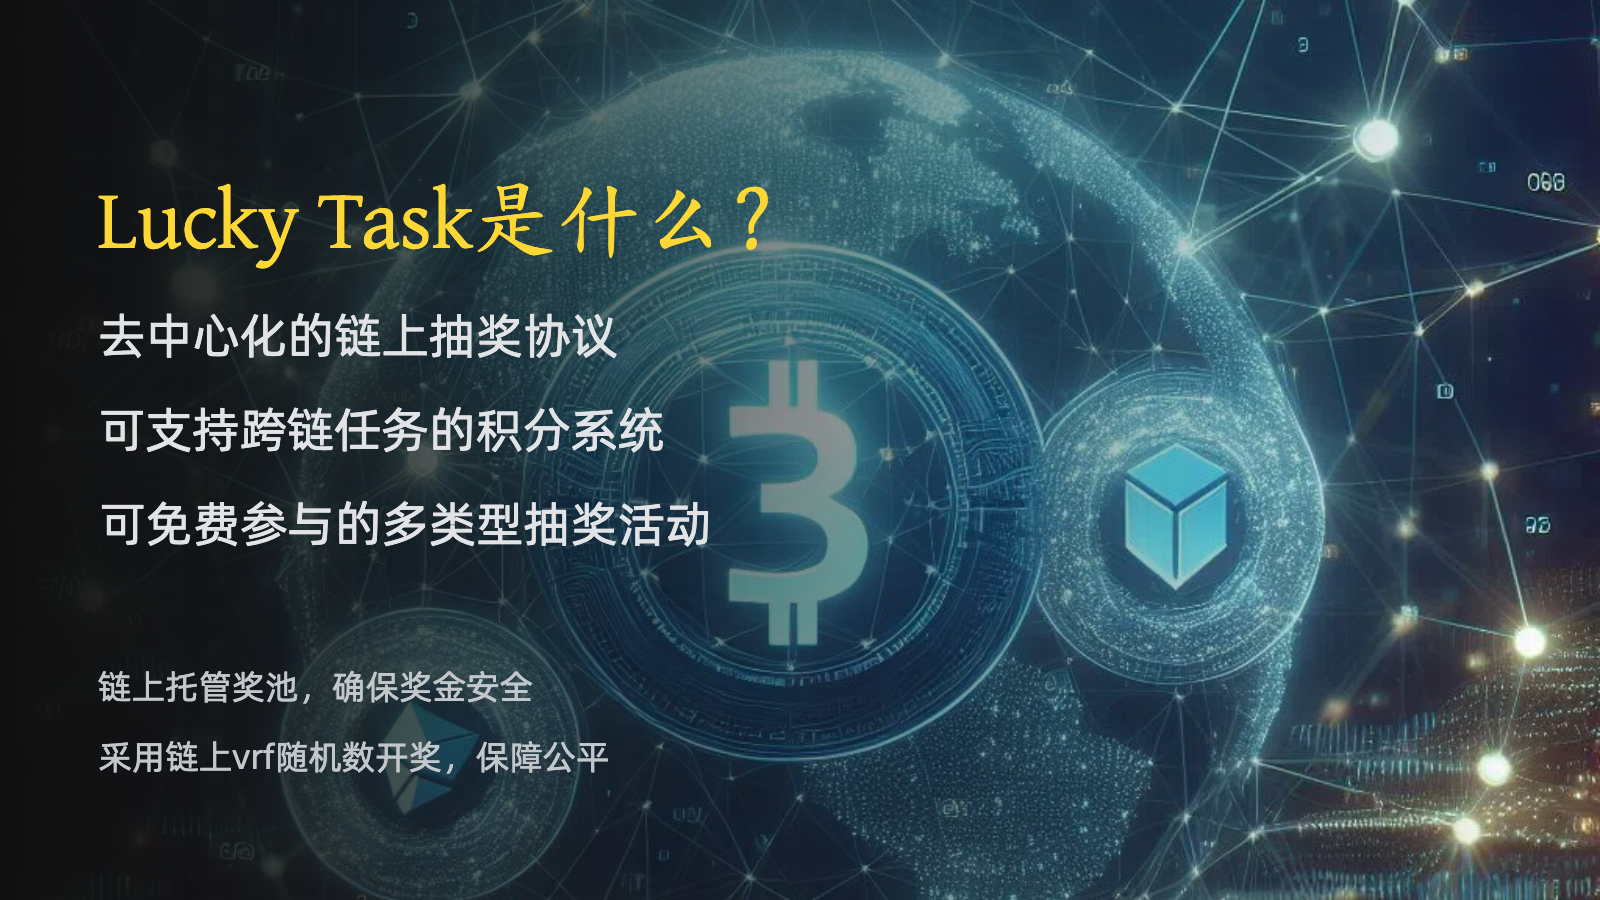 Lucky Task是什么？
去中心化的链上抽奖协议
可支持跨链任务的积分系统
可免费参与的多类型抽奖活动
链上托管奖池，确保奖金安全
采用链上vrf随机数开奖，保障公平